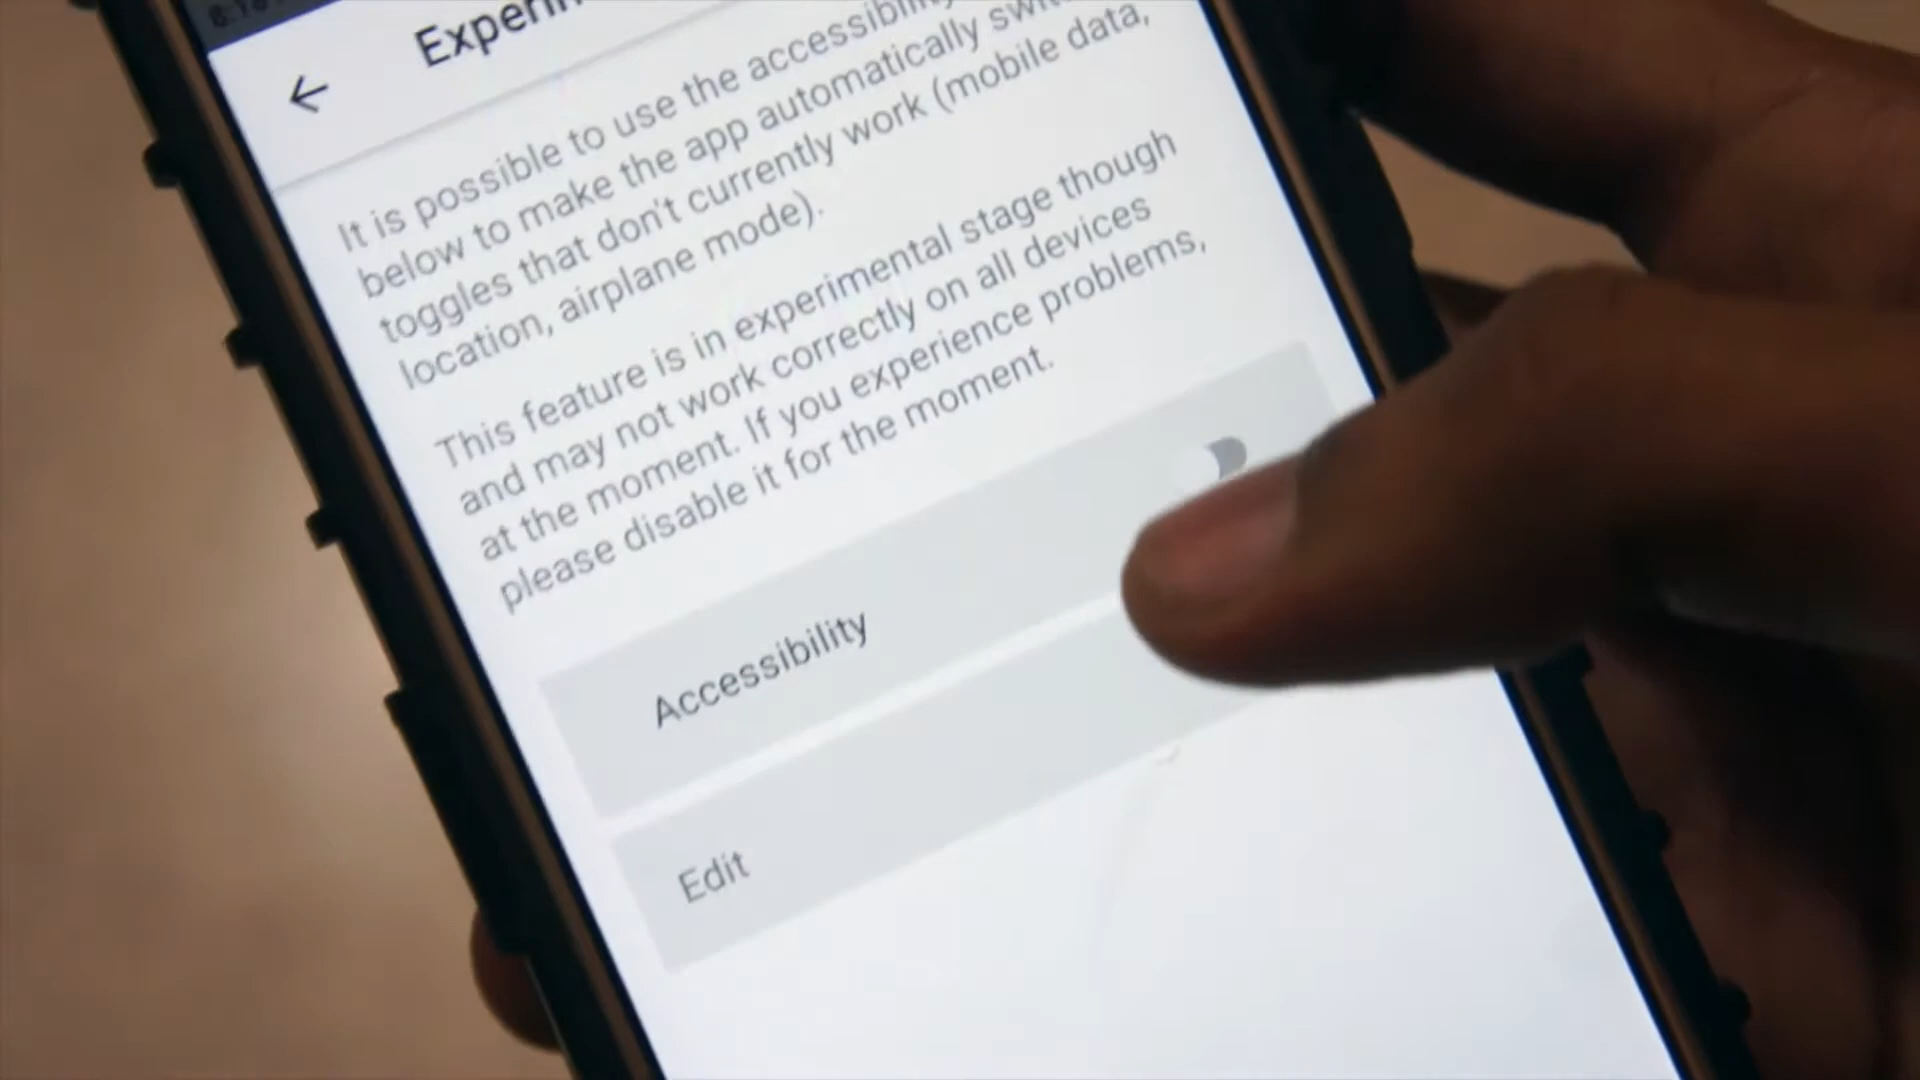 It is possible to use the accessibility
below to make the app automatically
toggles that don't currently work (mobile data,
location, airplane mode).
This feature is in experimental stage though
and may not work correctly on all devices
at the moment. If you experience problems,
please disable it for the moment.
Accessibility
Edit